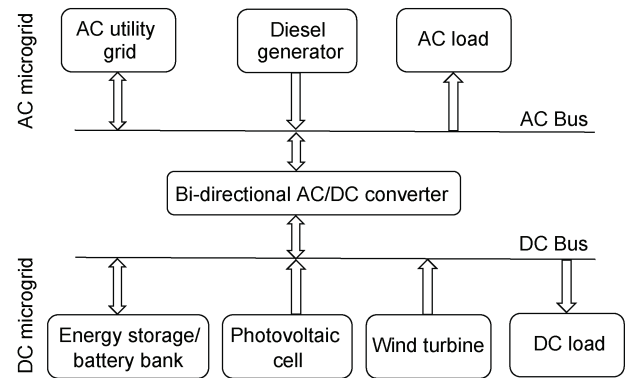 AC microgrid
AC utility
grid
Diesel
generator
AC load
AC Bus
Bi-directional AC/DC converter
DC Bus
DC microgrid
Energy storage/
battery bank
Photovoltaic
cell
Wind turbine
DC load